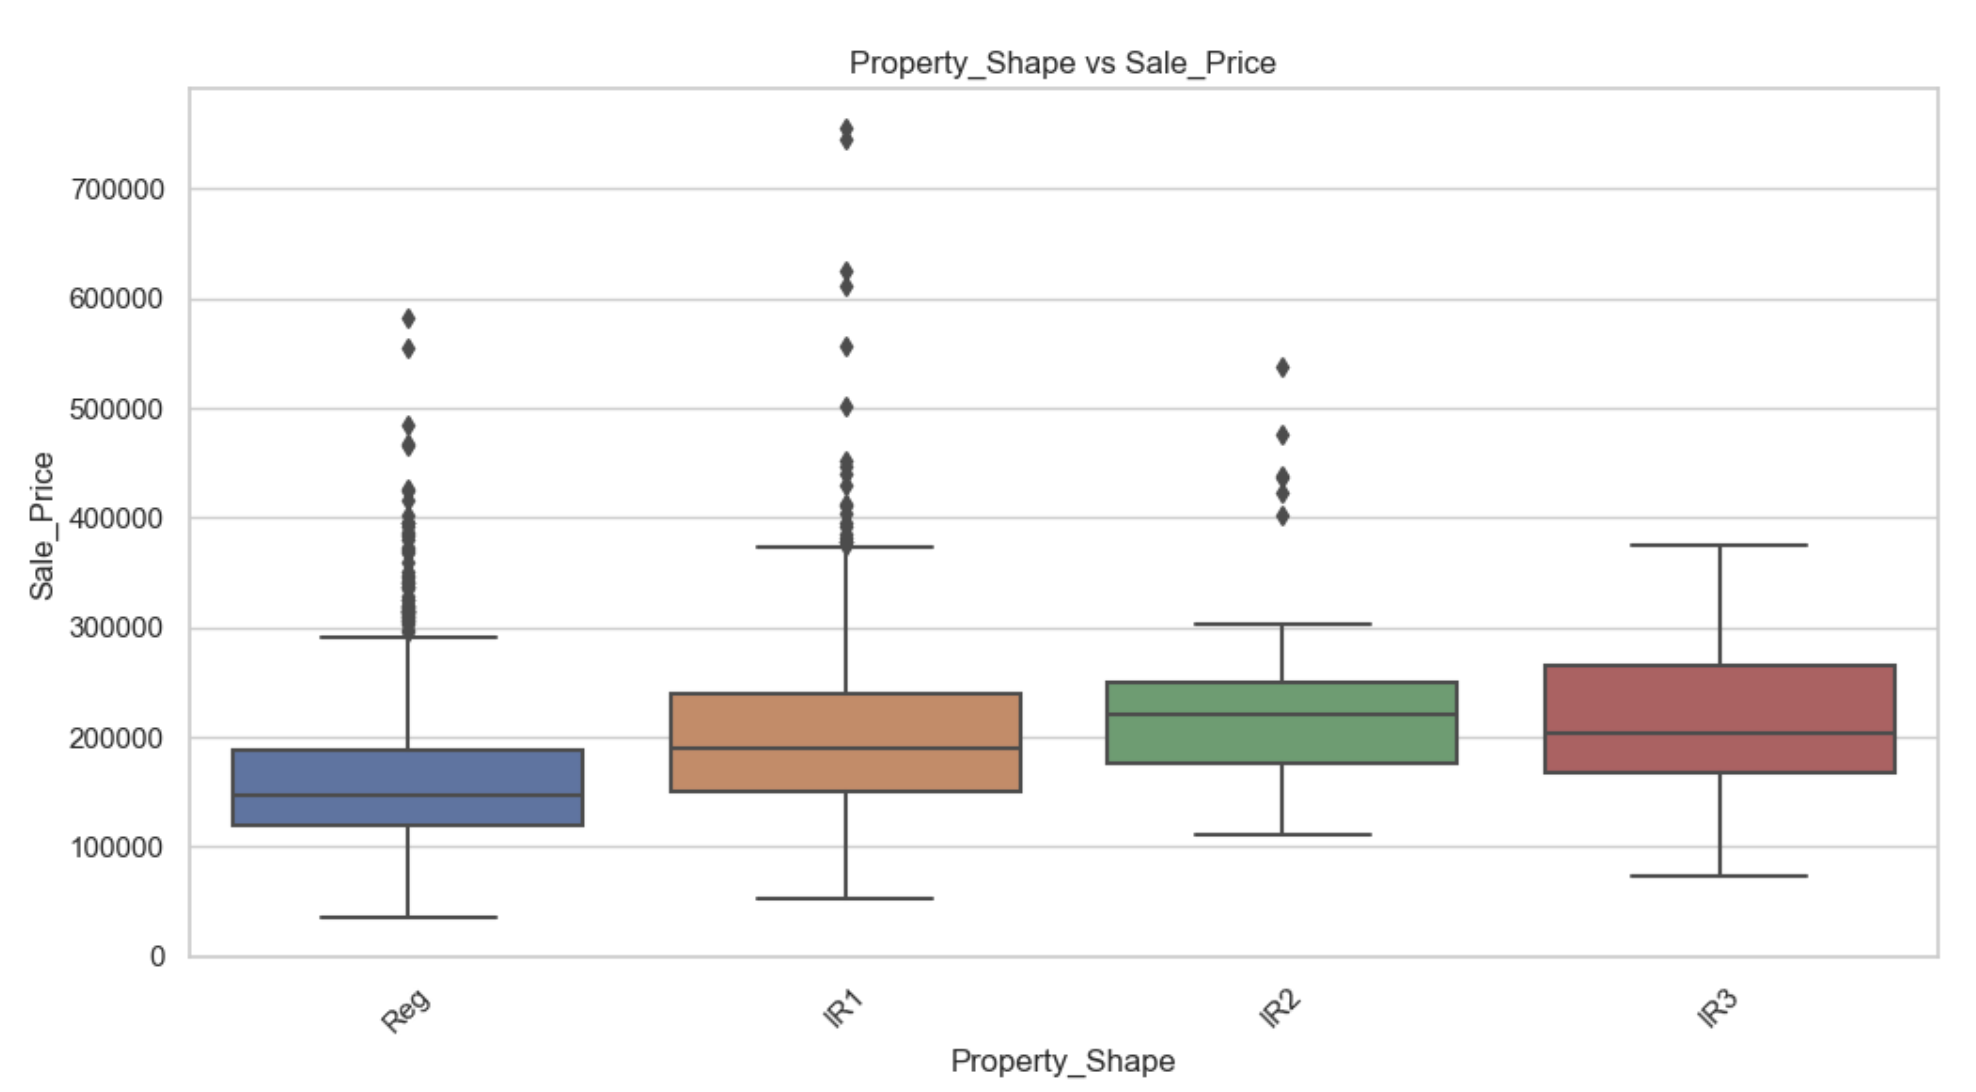 Property_Shape vs Sale_Price
Sale_Price
700000
600000
500000
400000
300000
200000
100000
0
Reg
IR1
IR2
IR3
Property_Shape